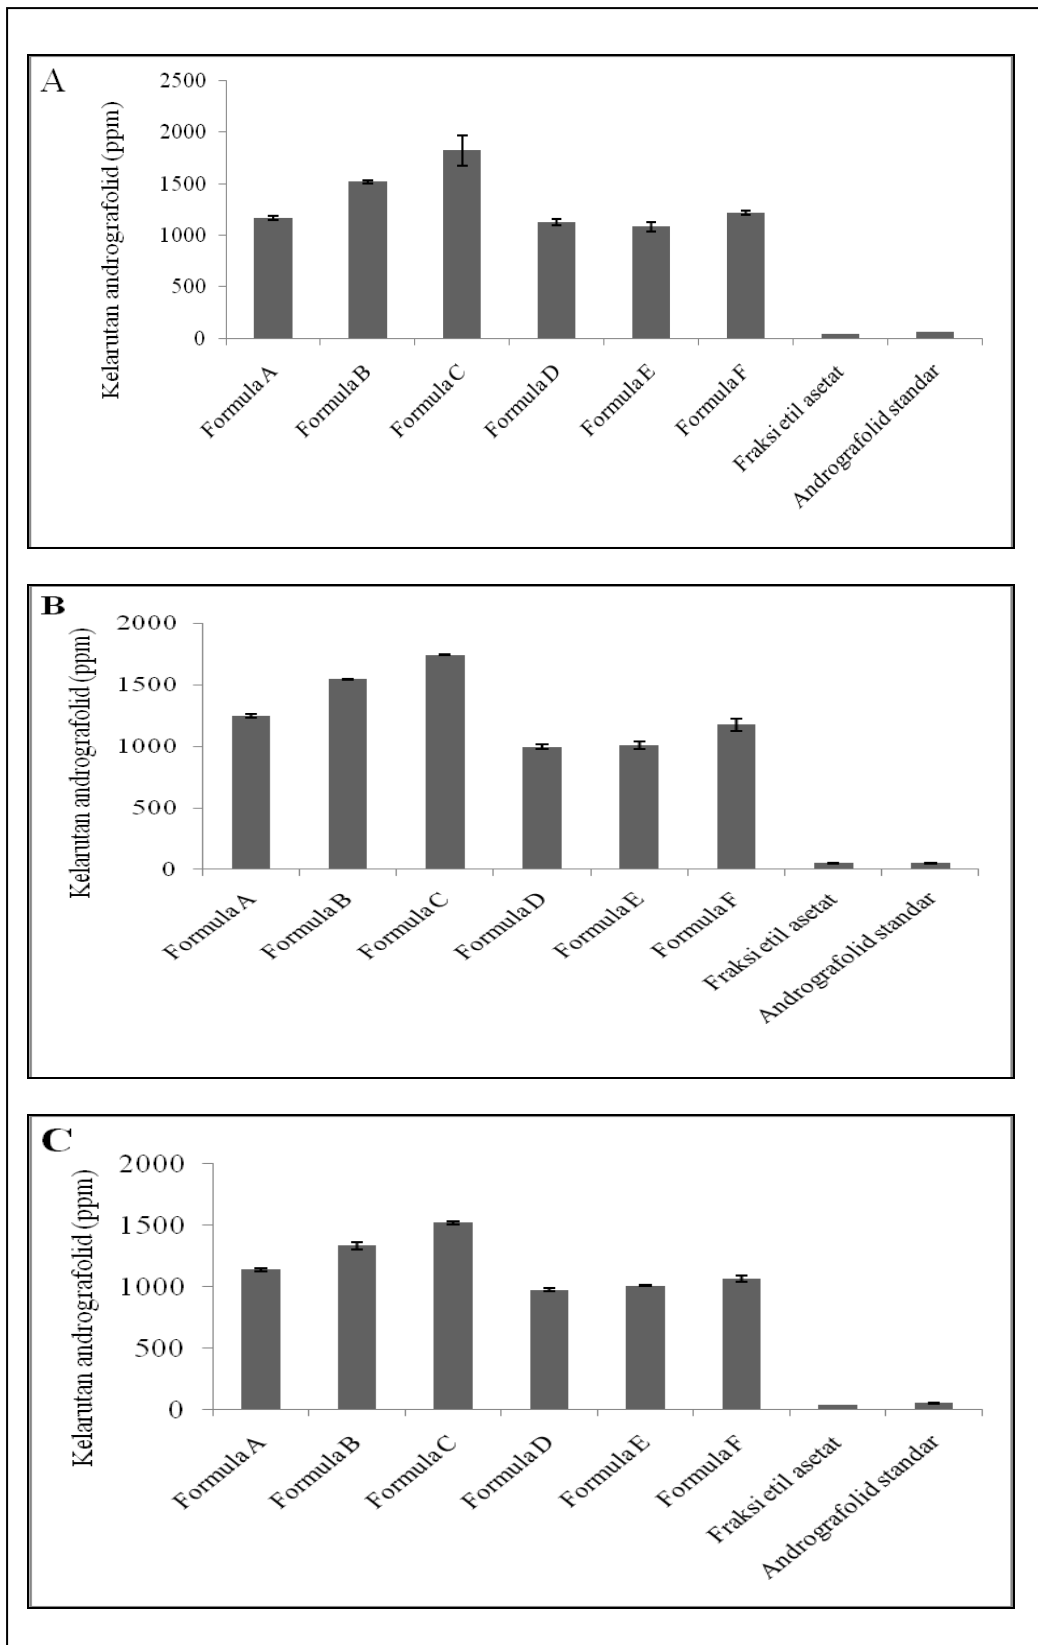 A
Kelarutan andrografolid (ppm)
2500
2000
1500
1000
500
0
Formula A
Formula B
Formula C
Formula D
Formula E
Formula F
Fraksi etil asetat
Andrografolid standar
B
Kelarutan andrografolid (ppm)
2000
1500
1000
500
0
Formula A
Formula B
Formula C
Formula D
Formula E
Formula F
Fraksi etil asetat
Andrografolid standar
C
Kelarutan andrografolid (ppm)
2000
1500
1000
500
0
Formula A
Formula B
Formula C
Formula D
Formula E
Formula F
Fraksi etil asetat
Andrografolid standar